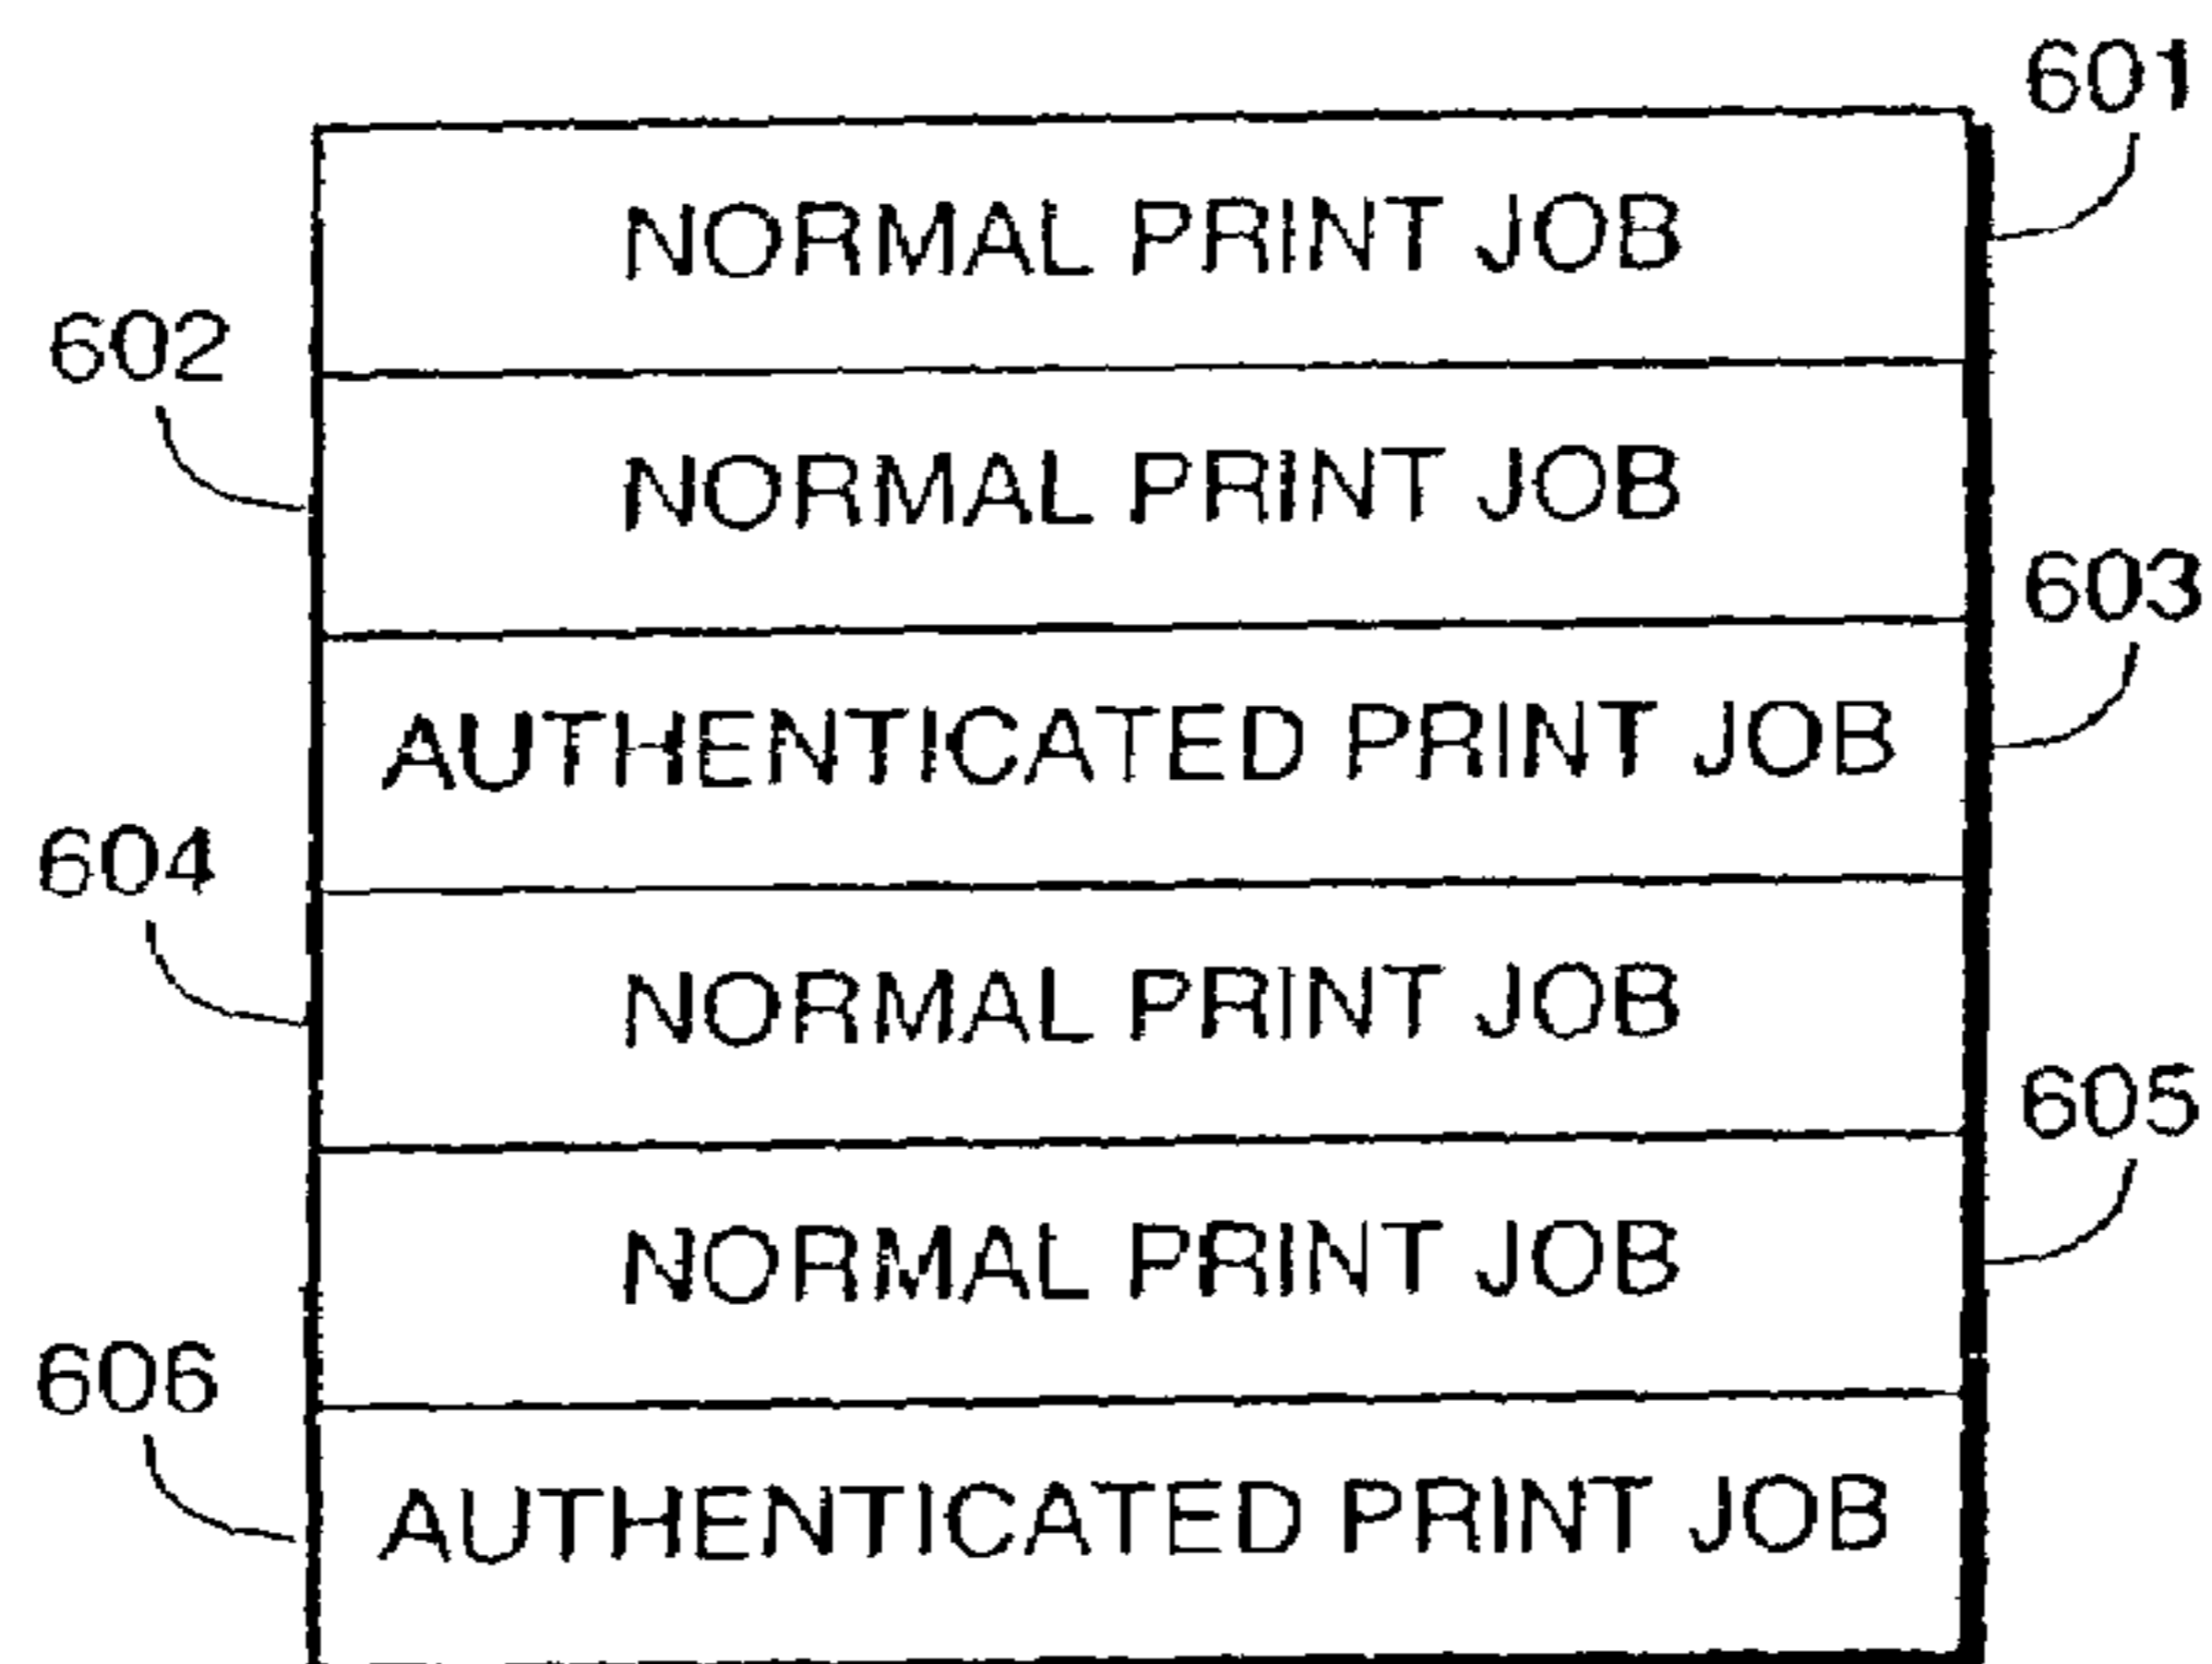 601
NORMAL PRINT JOB
602
NORMAL PRINT JOB
603
AUTHENTICATED PRINT JOB
604
NORMAL PRINT JOB
605
NORMAL PRINT JOB
606
AUTHENTICATED PRINT JOB